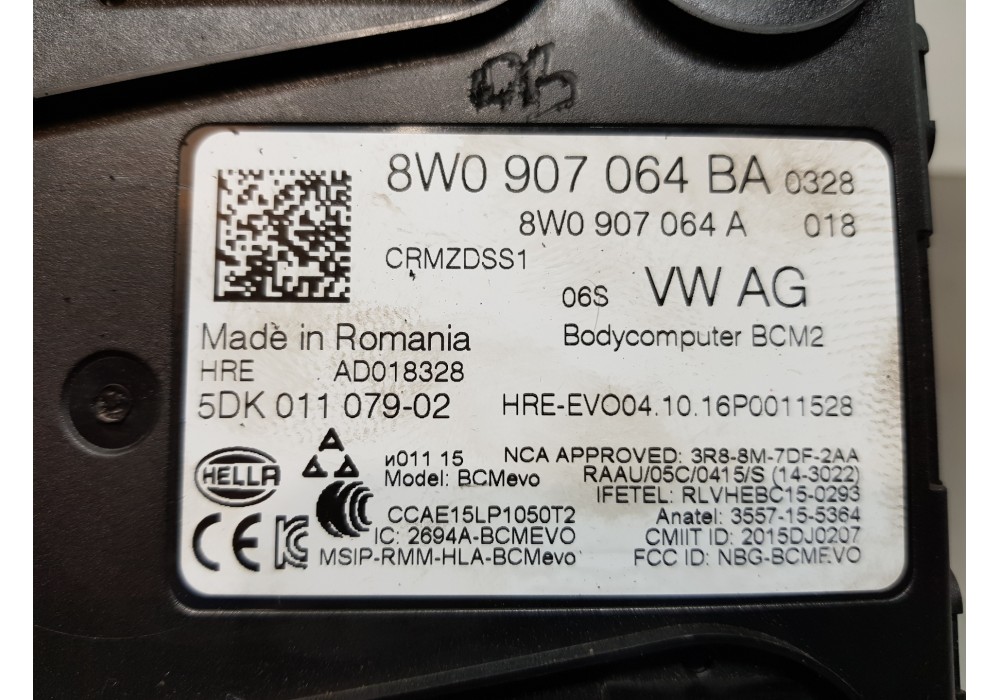 8W0 907 064 BA 0328
8W0 907 064 A 018
CRMZDSS1
06S VW AG
Made in Romania
Bodycomputer BCM2
HRE AD018328
5DK 011 079-02 HRE-EVO04.10.16P0011528
HELLA
и011 15
Model: BCMevo
CCAE15LP1050T2
IC: 2694A-BCMEVO
MSIP-RMM-HLA-BCMevo
NCA APPROVED: 3R8-8M-7DF-2AA
RAAU/05C/0415/S (14-3022)
IFETEL: RLVHEBC15-0293
Anatel: 3557-15-5364
CMIIT ID: 2015DJ0207
FCC ID: NBG-BCMEVO
CE